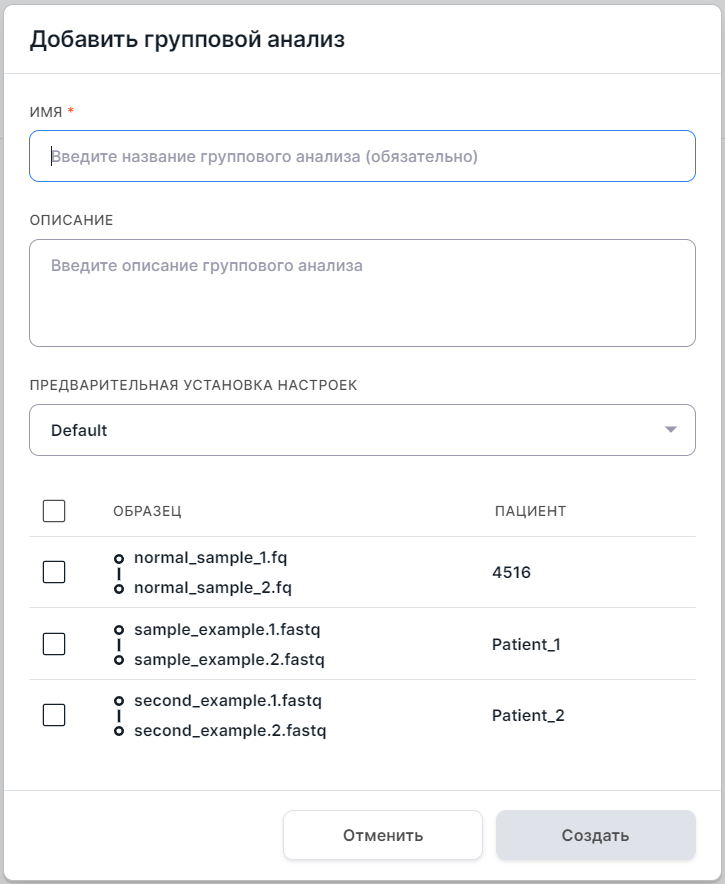 Добавить групповой анализ
ИМЯ *
Введите название группового анализа (обязательно)
ОПИСАНИЕ
Введите описание группового анализа
ПРЕДВАРИТЕЛЬНАЯ УСТАНОВКА НАСТРОЕК
Default
ОБРАЗЕЦ ПАЦИЕНТ
normal_sample_1.fq
normal_sample_2.fq
4516
sample_example.1.fastq
sample_example.2.fastq
Patient_1
second_example.1.fastq
second_example.2.fastq
Patient_2
Отменить Создать